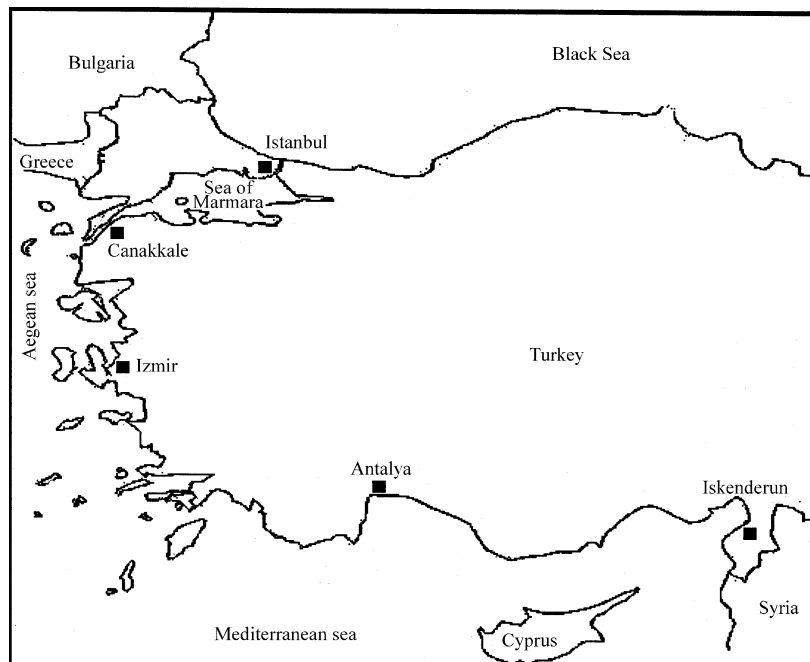 Black Sea
Bulgaria
Istanbul
Greece
Sea of
Marmara
Canakkale
Aegean sea
Turkey
Izmir
Antalya
Iskenderun
Syria
Mediterranean sea
Cyprus